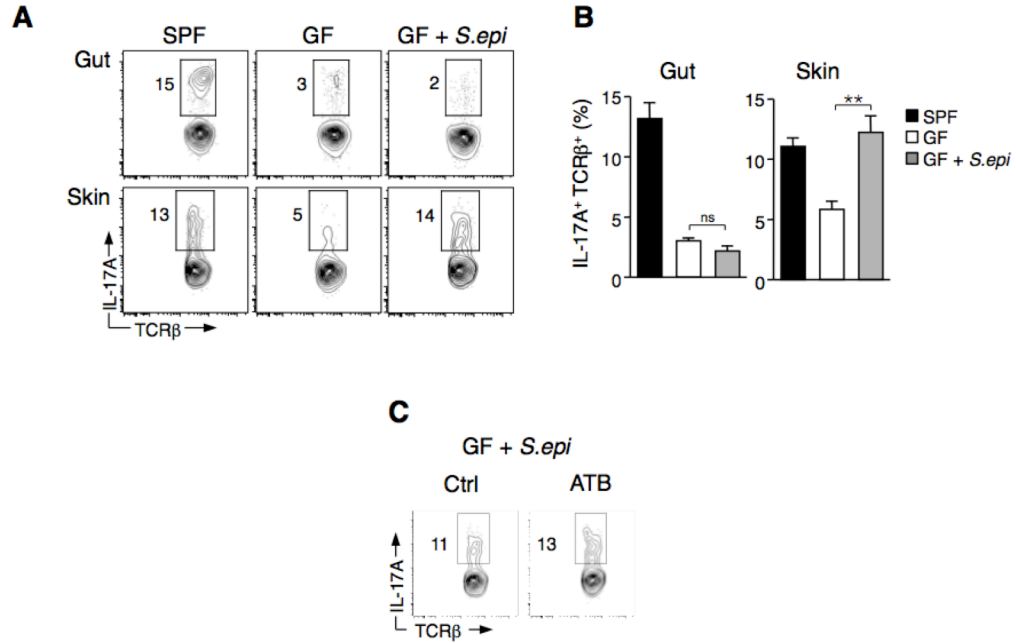 A
SPF GF GF + S.epi
Gut
15 3 2
Skin
13 5 14
IL-17A
TCRβ
B
Gut Skin
IL-17A⁺ TCRβ⁺ (%)
15
10
5
0
ns
15
10
5
0
**
SPF
GF
GF + S.epi
C
GF + S.epi
Ctrl ATB
11 13
IL-17A
TCRβ